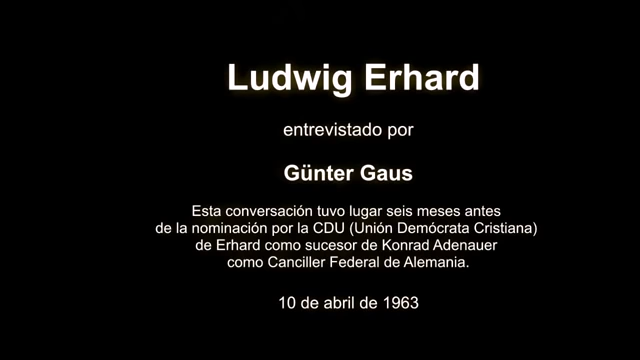 Ludwig Erhard
entrevistado por
Günter Gaus
Esta conversación tuvo lugar seis meses antes
de la nominación por la CDU (Unión Demócrata Cristiana)
de Erhard como sucesor de Konrad Adenauer
como Canciller Federal de Alemania.
10 de abril de 1963